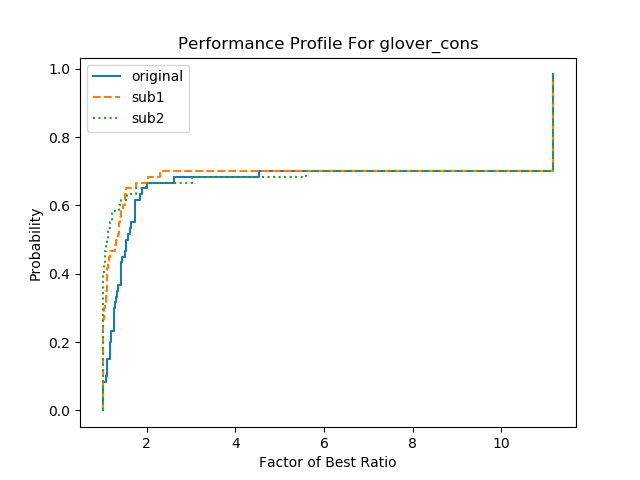 Performance Profile For glover_cons
original
sub1
sub2
1.0
0.8
0.6
0.4
0.2
0.0
Probability
2
4
6
8
10
Factor of Best Ratio